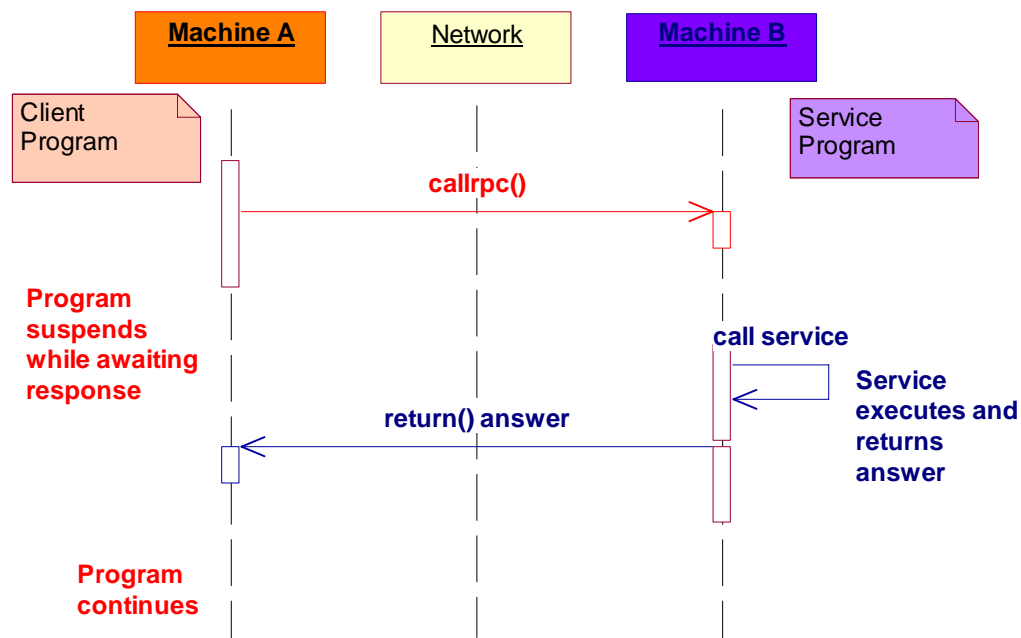 Machine A
Network
Machine B
Client
Program
Service
Program
callrpc()
Program
suspends
while awaiting
response
call service
Service
executes and
returns
answer
return() answer
Program
continues